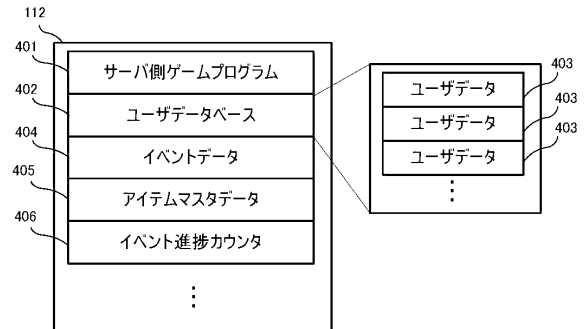 112
401
サーバ側ゲームプログラム
402
ユーザデータベース
404
イベントデータ
405
アイテムマスタデータ
406
イベント進捗カウンタ
⋮
ユーザデータ
403
ユーザデータ
403
ユーザデータ
403
⋮